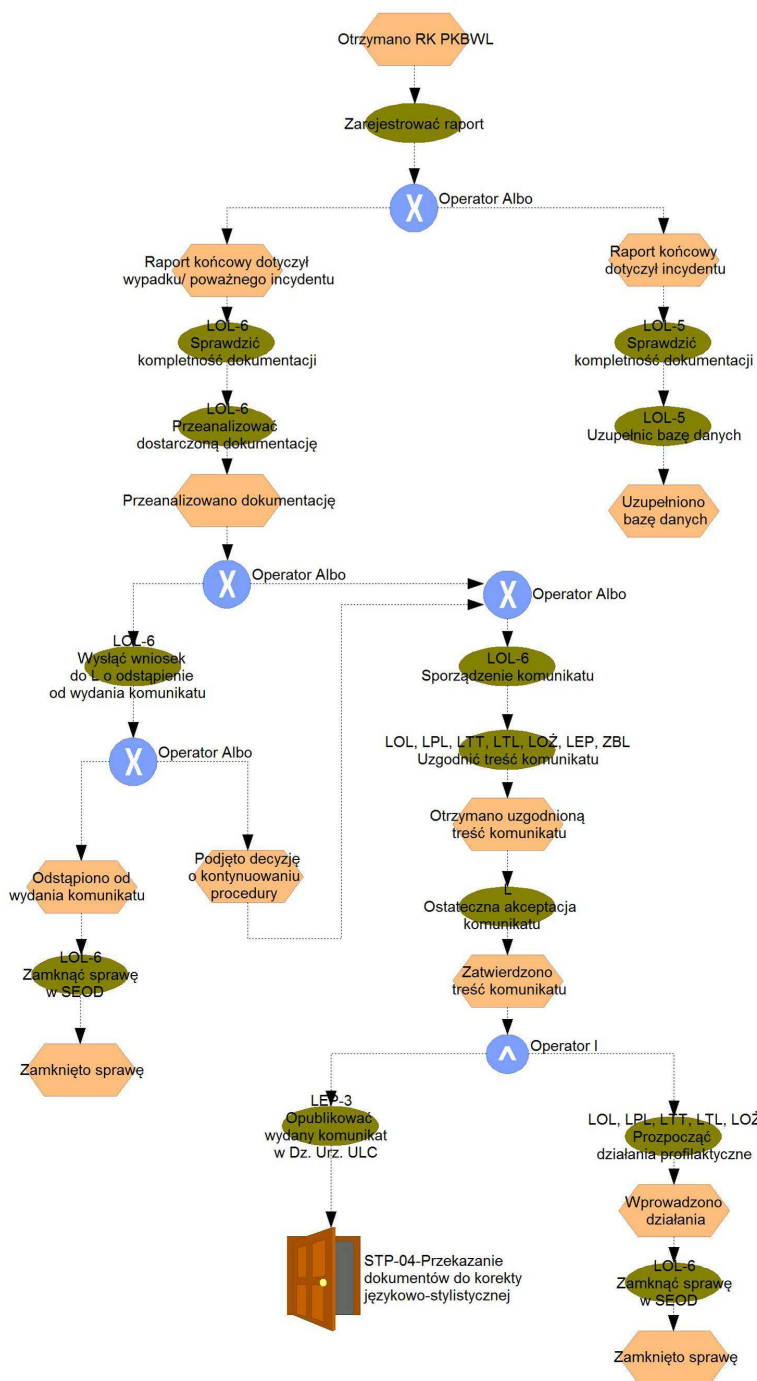 Otrzymano RK PKBWL
Zarejestrować raport
X
Operator Albo
Raport końcowy dotyczył
wypadku/ poważnego incydentu
Raport końcowy
dotyczył incydentu
LOL-6
Sprawdzić
kompletność dokumentacji
LOL-5
Sprawdzić
kompletność dokumentacji
LOL-6
Przeanalizować
dostarczoną dokumentację
LOL-5
Uzupełnic bazę danych
Przeanalizowano dokumentację
Uzupełniono
bazę danych
X
Operator Albo
X
Operator Albo
LOL-6
Wysłąć wniosek
do L o odstąpienie
od wydania komunikatu
LOL-6
Sporządzenie komunikatu
X
Operator Albo
LOL, LPL, LTT, LTL, LOŻ, LEP, ZBL
Uzgodnić treść komunikatu
Otrzymano uzgodnioną
treść komunikatu
Odstąpiono od
wydania komunikatu
Podjęto decyzję
o kontynuowaniu
procedury
L
Ostateczna akceptacja
komunikatu
LOL-6
Zamknąć sprawę
w SEOD
Zatwierdzono
treść komunikatu
Zamknięto sprawę
^
Operator I
LEP-3
Opublikować
wydany komunikat
w Dz. Urz. ULC
LOL, LPL, LTT, LTL, LOŻ
Prozpocząć
działania profilaktyczne
Wprowadzono
działania
STP-04-Przekazanie
dokumentów do korekty
językowo-stylistycznej
LOL-6
Zamknąć sprawę
w SEOD
Zamknięto sprawę